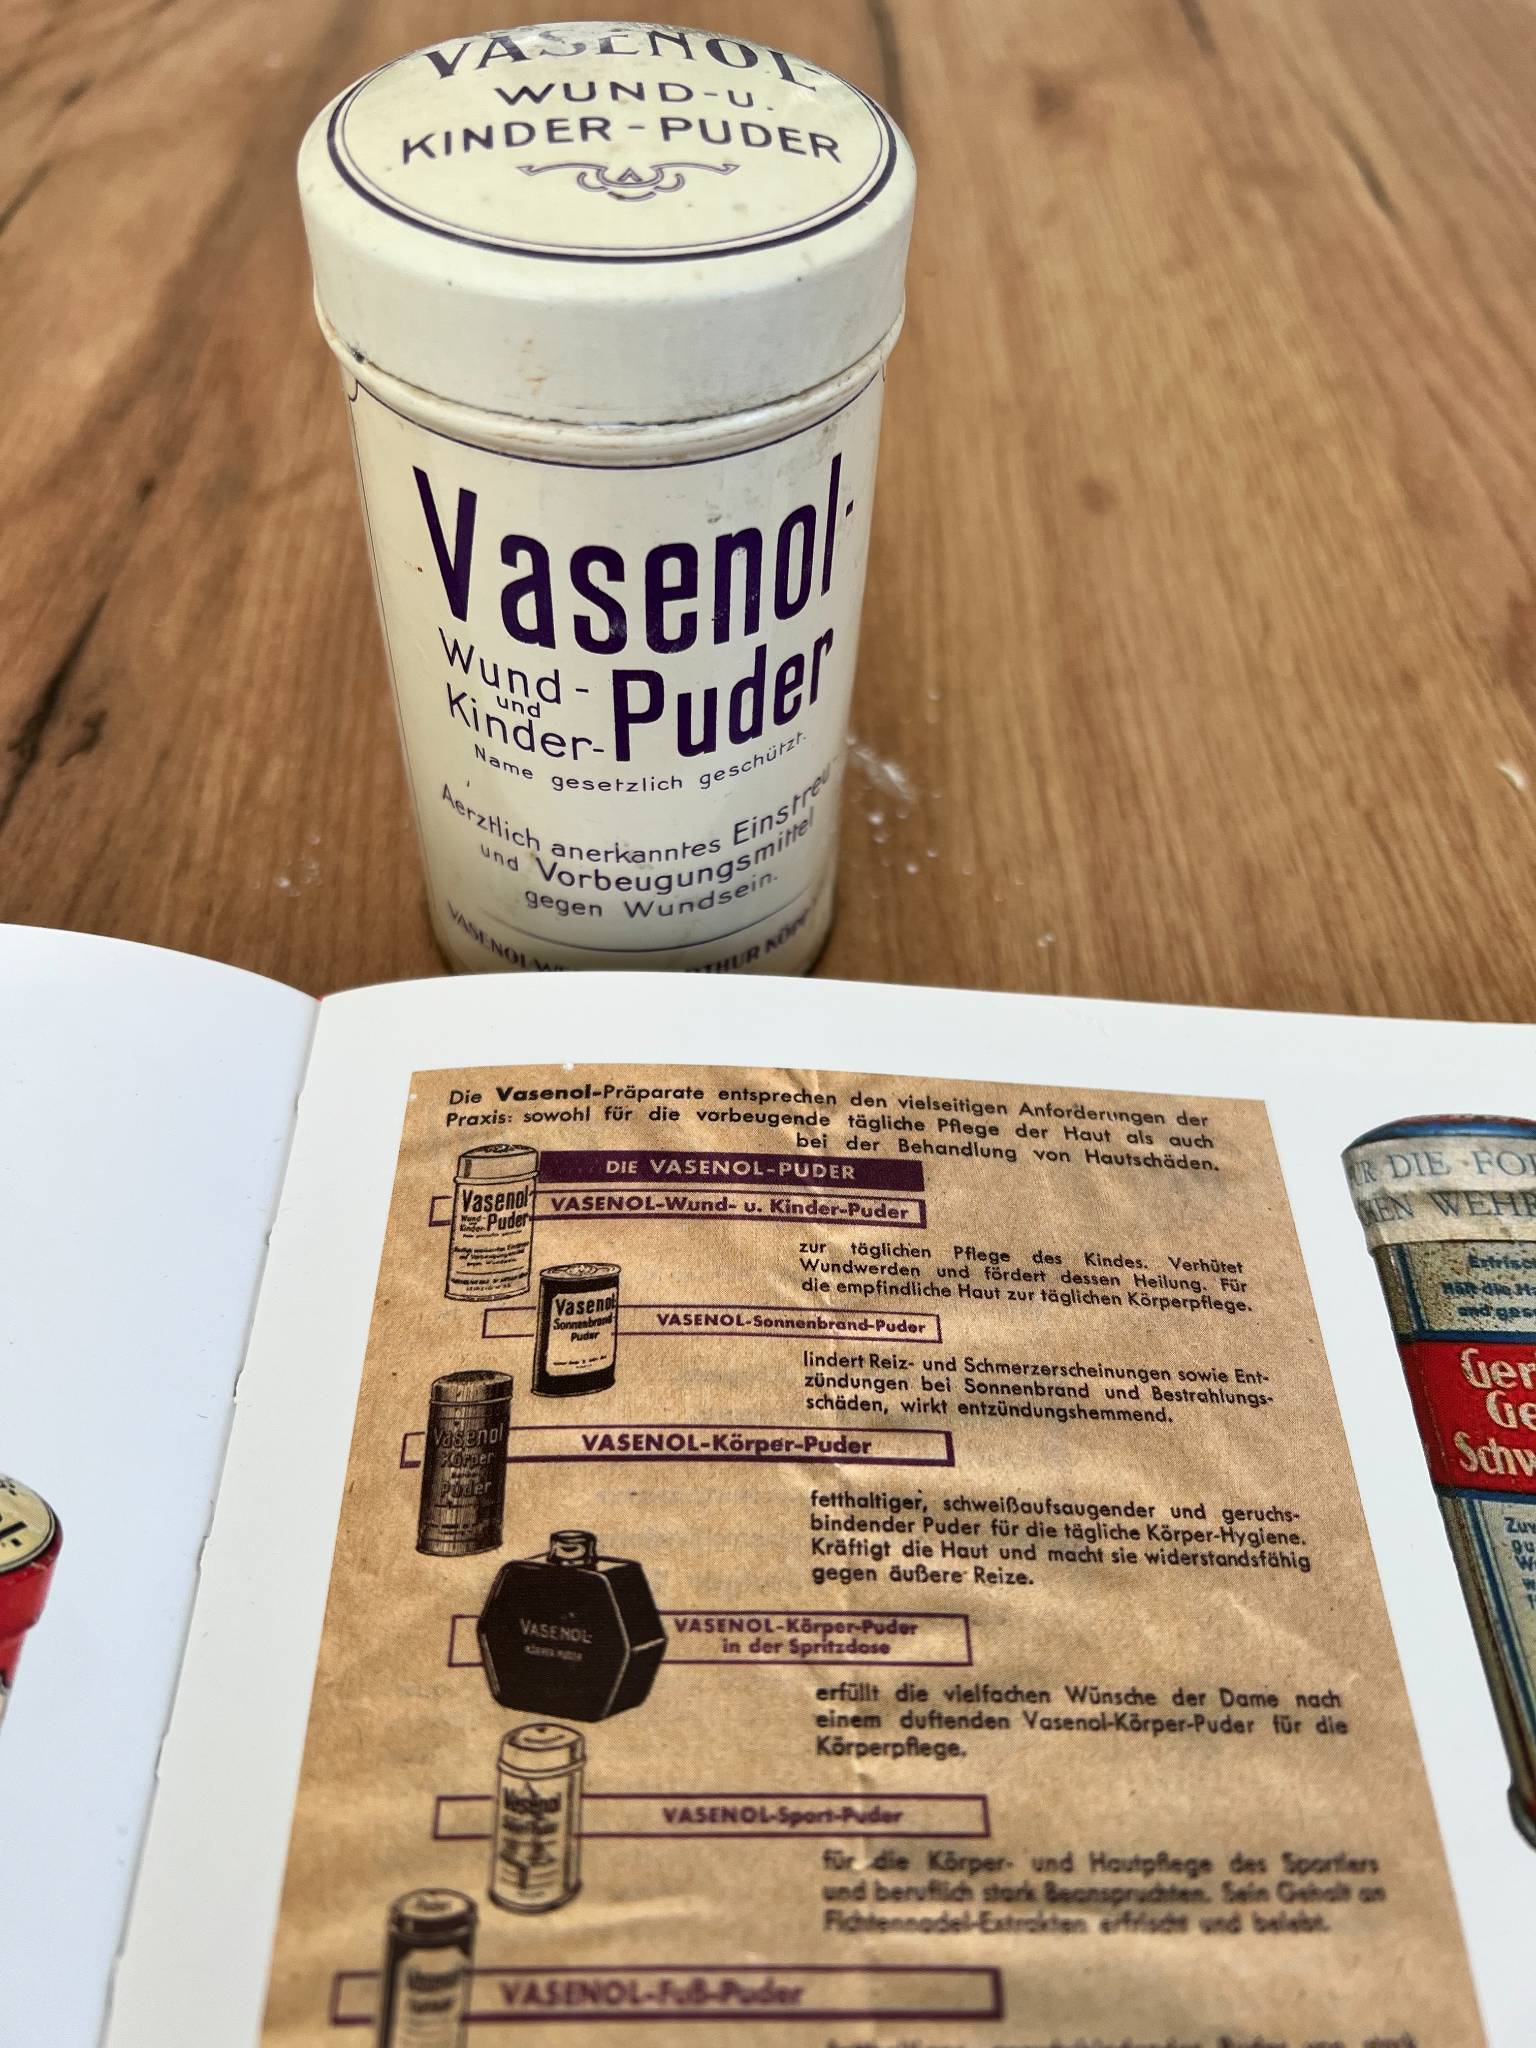 VASENOL-
WUND-u.
KINDER-PUDER
Vasenol-
Wund-
und
Kinder-Puder
Name gesetzlich geschützt.
Aerztlich anerkanntes Einstreu-
und Vorbeugungsmittel
gegen Wundsein.
VASENOL-
Die Vasenol-Präparate entsprechen den vielseitigen Anforderungen der
Praxis: sowohl für die vorbeugende tägliche Pflege der Haut als auch
bei der Behandlung von Hautschäden.
DIE VASENOL-PUDER
Vasenol
Puder
VASENOL-Wund- u. Kinder-Puder
zur täglichen Pflege des Kindes. Verhütet
Wundwerden und fördert dessen Heilung. Für
die empfindliche Haut zur täglichen Körperpflege.
Vasenol
Sonnenbrand
Puder
VASENOL-Sonnenbrand-Puder
lindert Reiz- und Schmerzerscheinungen sowie Ent-
zündungen bei Sonnenbrand und Bestrahlungs-
schäden, wirkt entzündungshemmend.
Vasenol
Körper
Puder
VASENOL-Körper-Puder
fetthaltiger, schweißaufsaugender und geruchs-
bindender Puder für die tägliche Körper-Hygiene.
Kräftigt die Haut und macht sie widerstandsfähig
gegen äußere Reize.
VASENOL-
KÖRPER PUDER
VASENOL-Körper-Puder
in der Spritzdose
erfüllt die vielfachen Wünsche der Dame nach
einem duftenden Vasenol-Körper-Puder für die
Körperpflege.
Vasenol
VASENOL-Sport-Puder
für die Körper- und Hautpflege des Sportlers
und beruflich stark Beanspruchten. Sein Gehalt an
Fichtennadel-Extrakten erfrischt und belebt.
VASENOL-Fuß-Puder
DIE